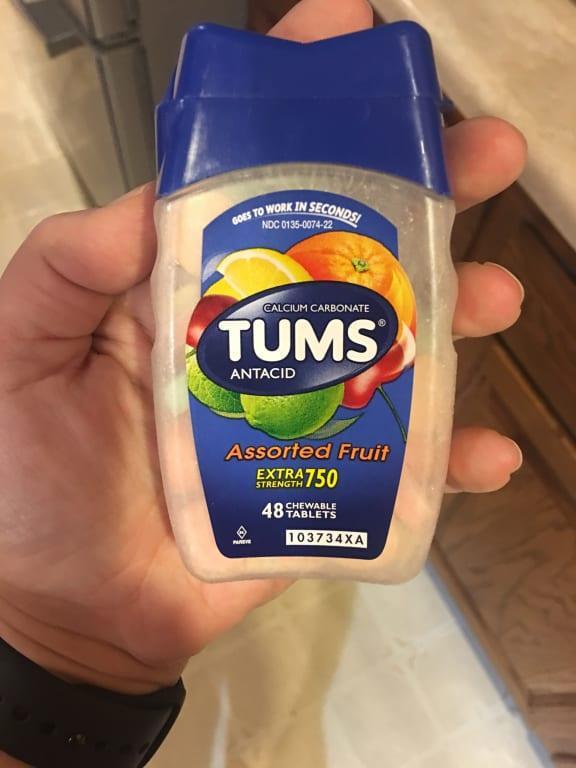 GOES TO WORK IN SECONDS!
NDC 0135-0074-22
CALCIUM CARBONATE
TUMS®
ANTACID
Assorted Fruit
EXTRA STRENGTH 750
48 CHEWABLE TABLETS
PAREVE
103734XA